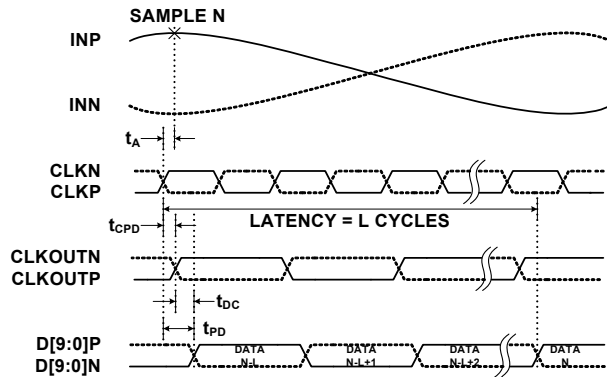 SAMPLE N
INP
INN
tA
CLKN
CLKP
LATENCY = L CYCLES
tCPD
CLKOUTN
CLKOUTP
tDC
tPD
D[9:0]P
D[9:0]N
DATA N-L
DATA N-L+1
DATA N-L+2
DATA N